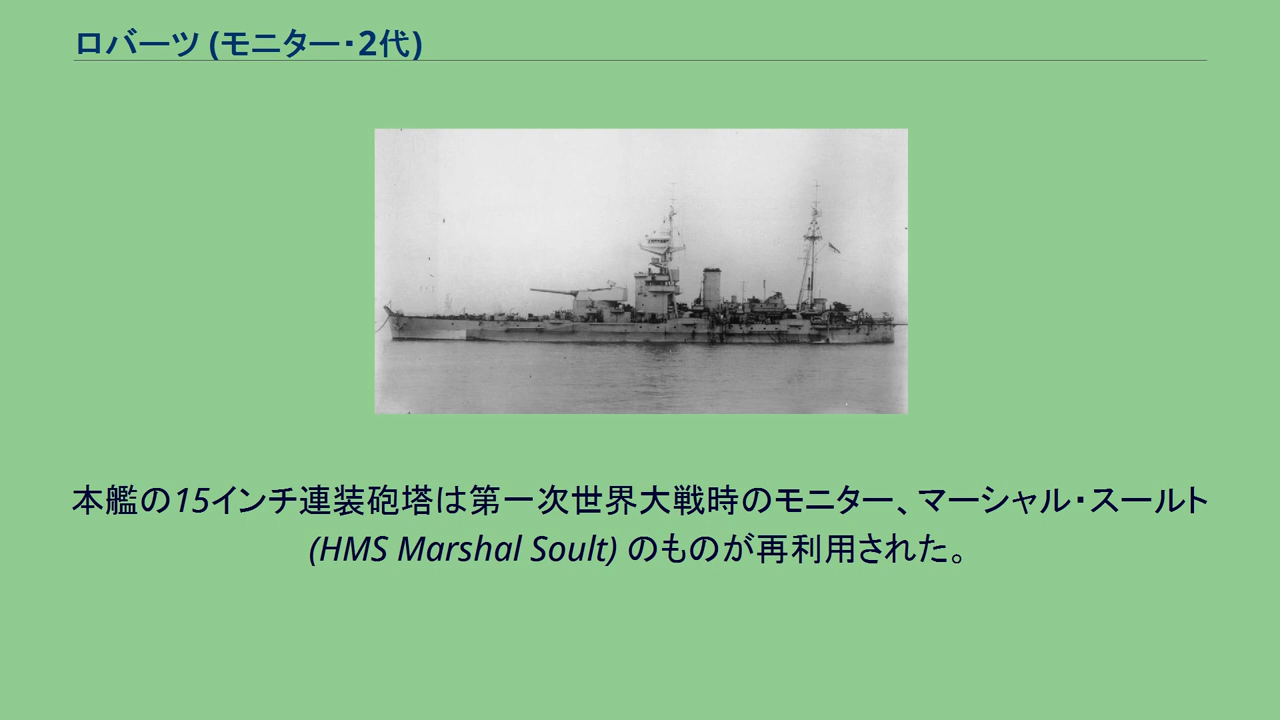 ロバーツ (モニター・2代)
本艦の15インチ連装砲塔は第一次世界大戦時のモニター、マーシャル・スールト
(HMS Marshal Soult) のものが再利用された。